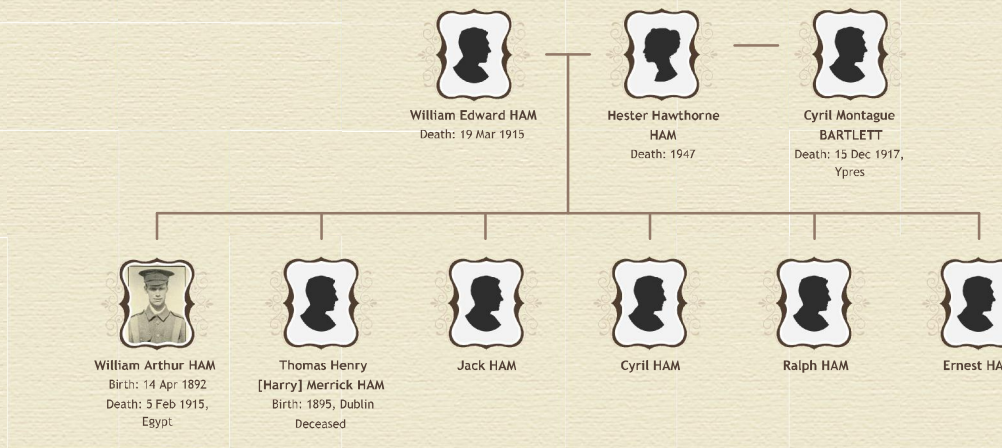 William Edward HAM
Death: 19 Mar 1915
Hester Hawthorne
HAM
Death: 1947
Cyril Montague
BARTLETT
Death: 15 Dec 1917,
Ypres
William Arthur HAM
Birth: 14 Apr 1892
Death: 5 Feb 1915,
Egypt
Thomas Henry
[Harry] Merrick HAM
Birth: 1895, Dublin
Deceased
Jack HAM
Cyril HAM
Ralph HAM
Ernest HA